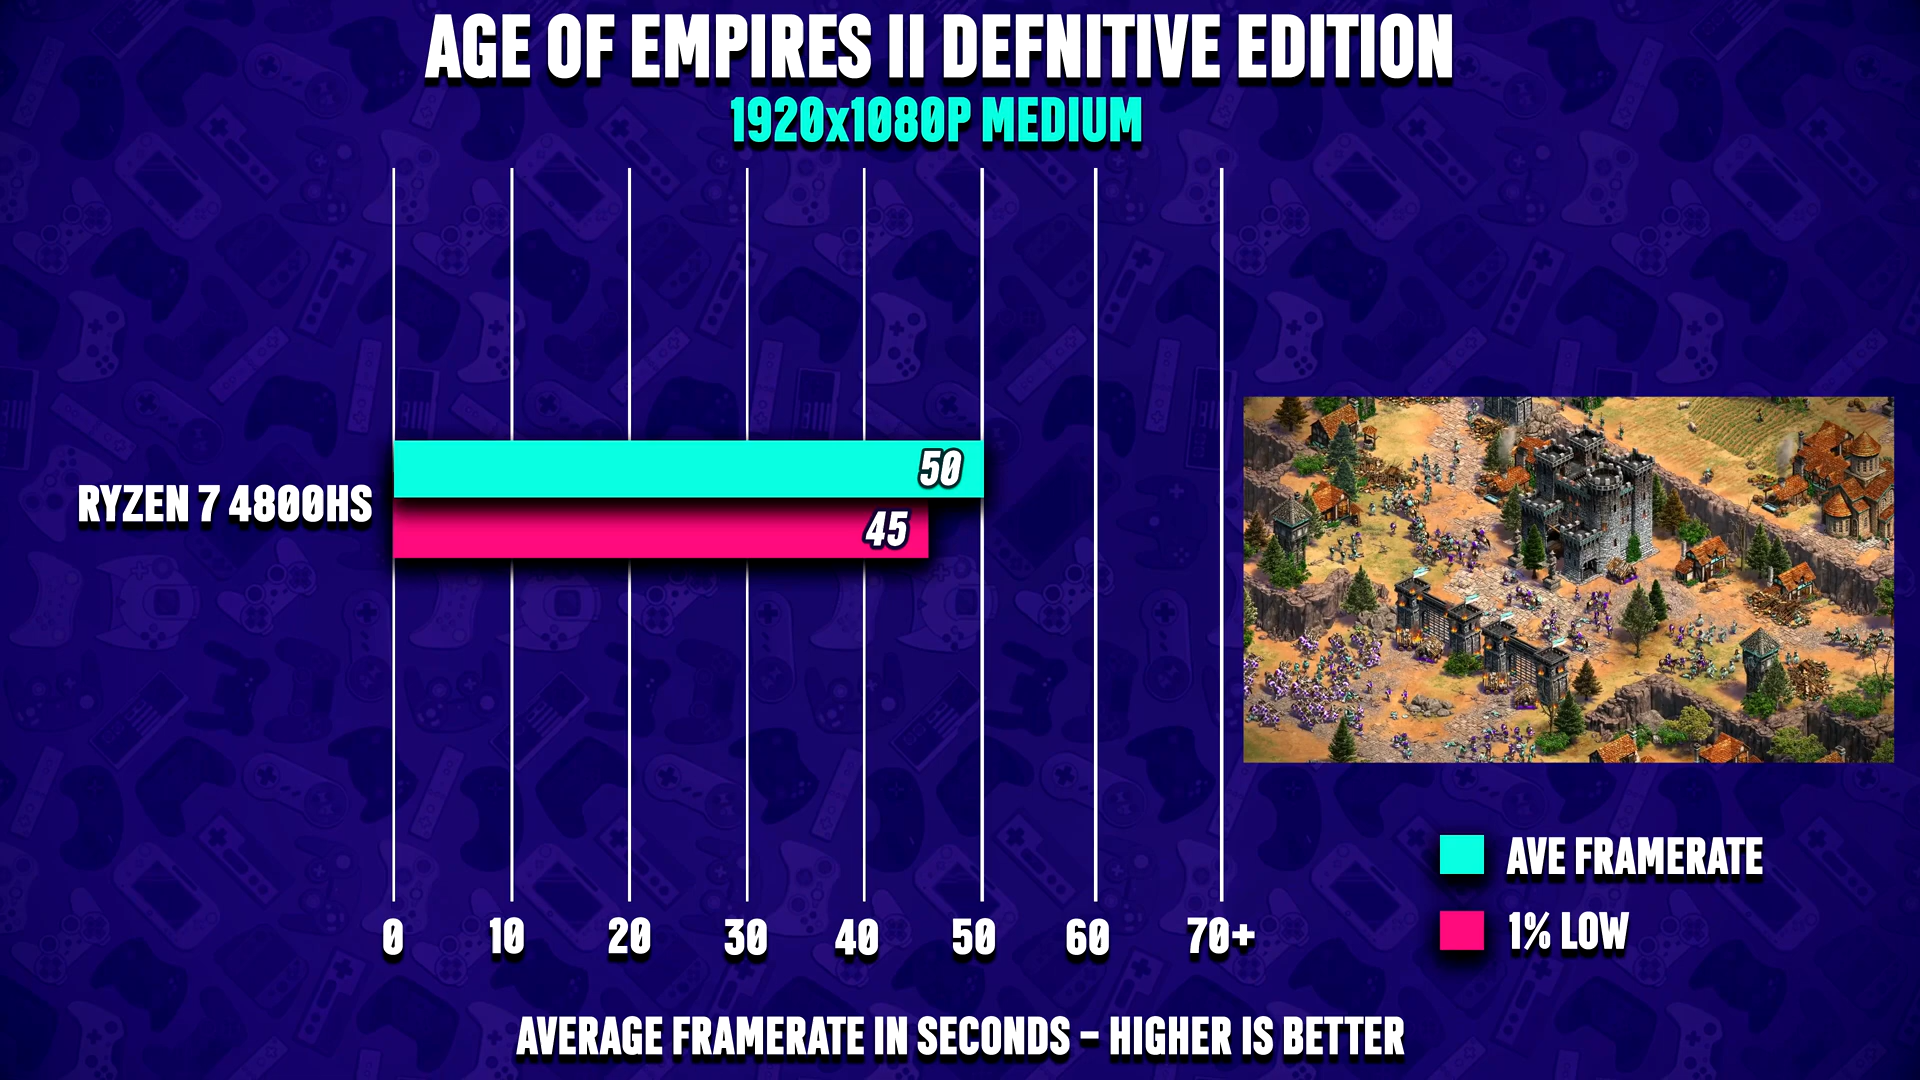 AGE OF EMPIRES II DEFNITIVE EDITION
1920x1080P MEDIUM
50
RYZEN 7 4800HS
45
0 10 20 30 40 50 60 70+
AVE FRAMERATE
1% LOW
AVERAGE FRAMERATE IN SECONDS - HIGHER IS BETTER